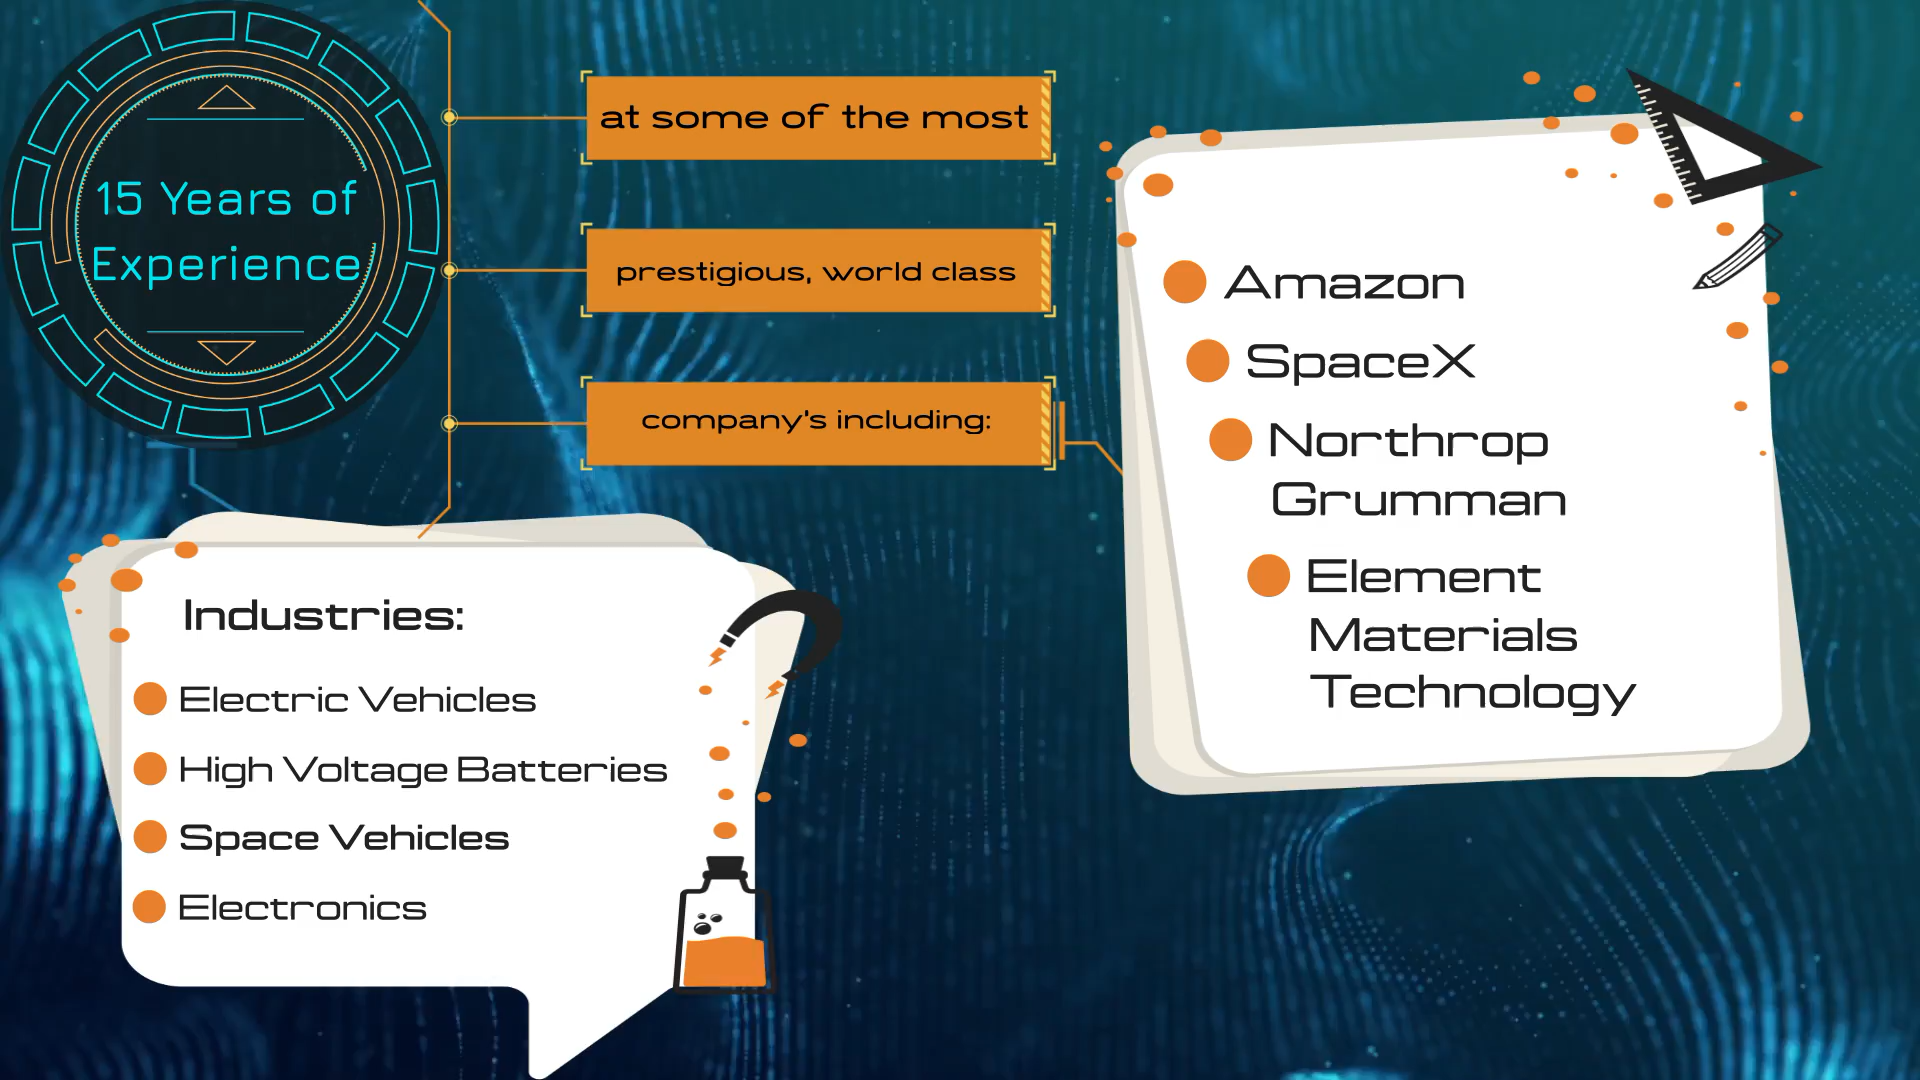 15 Years of
Experience
at some of the most
prestigious, world class
company's including:
Amazon
SpaceX
Northrop
Grumman
Element
Materials
Technology
Industries:
Electric Vehicles
High Voltage Batteries
Space Vehicles
Electronics